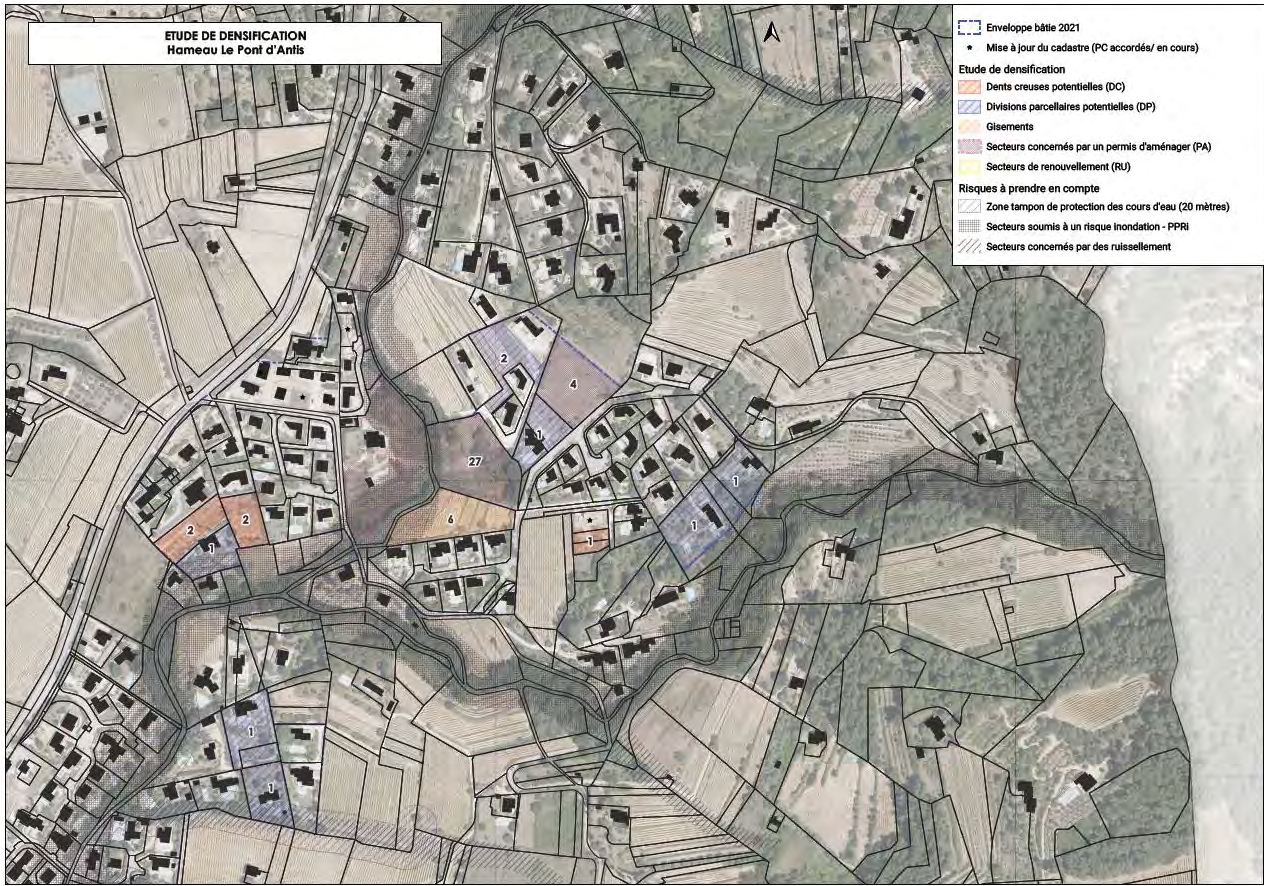 ETUDE DE DENSIFICATION
Hameau Le Pont d'Antis
Enveloppe bâtie 2021
Mise à jour du cadastre (PC accordés/ en cours)
Etude de densification
Dents creuses potentielles (DC)
Divisions parcellaires potentielles (DP)
Gisements
Secteurs concernés par un permis d'aménager (PA)
Secteurs de renouvellement (RU)
Risques à prendre en compte
Zone tampon de protection des cours d'eau (20 mètres)
Secteurs soumis à un risque inondation - PPRi
Secteurs concernés par des ruissellement
2
4
1
27
1
6
2
2
1
1
1
1
1